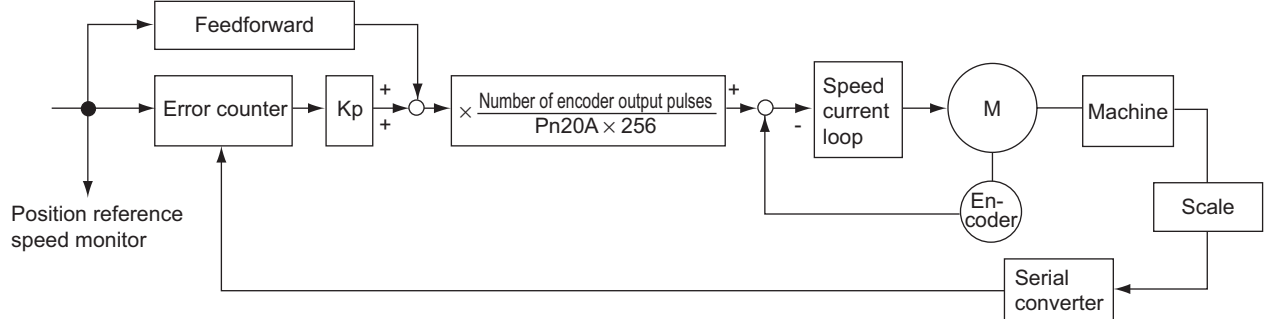 Feedforward
Error counter
Kp
+
+
× Number of encoder output pulses
Pn20A × 256
+
-
Speed
current
loop
M
Machine
En-
coder
Scale
Serial
converter
Position reference
speed monitor